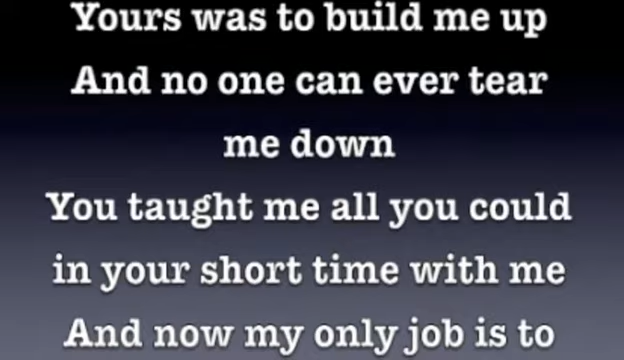 Yours was to build me up
And no one can ever tear
me down
You taught me all you could
in your short time with me
And now my only job is to